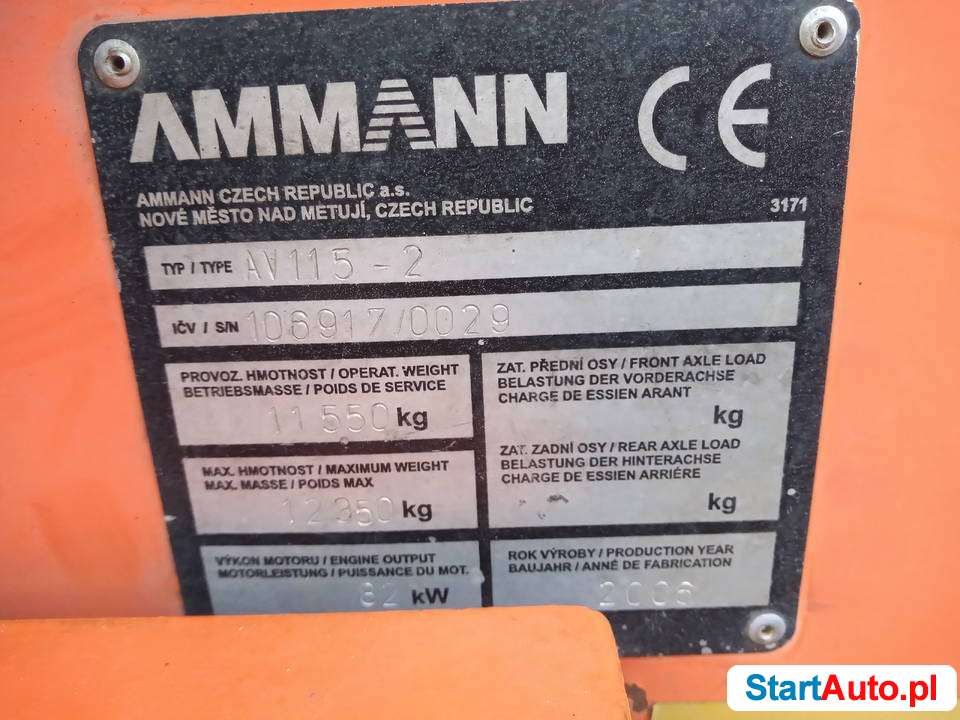 AMMANN CE
AMMANN CZECH REPUBLIC a.s.
NOVÉ MĚSTO NAD METUJÍ, CZECH REPUBLIC
3171
TYP / TYPE AV115-2
IČV / S/N 106917/0029
PROVOZ. HMOTNOST / OPERAT. WEIGHT
BETRIEBSMASSE / POIDS DE SERVICE
11 550 kg
MAX. HMOTNOST / MAXIMUM WEIGHT
MAX. MASSE / POIDS MAX
12350 kg
VÝKON MOTORU / ENGINE OUTPUT
MOTORLEISTUNG / PUISSANCE DU MOT.
82 kW
ZAT. PŘEDNÍ OSY / FRONT AXLE LOAD
BELASTUNG DER VORDERACHSE
CHARGE DE ESSIEN ARANT
kg
ZAT. ZADNÍ OSY / REAR AXLE LOAD
BELASTUNG DER HINTERACHSE
CHARGE DE ESSIEN ARRIÉRE
kg
ROK VÝROBY / PRODUCTION YEAR
BAUJAHR / ANNÉ DE FABRICATION
2006
StartAuto.pl